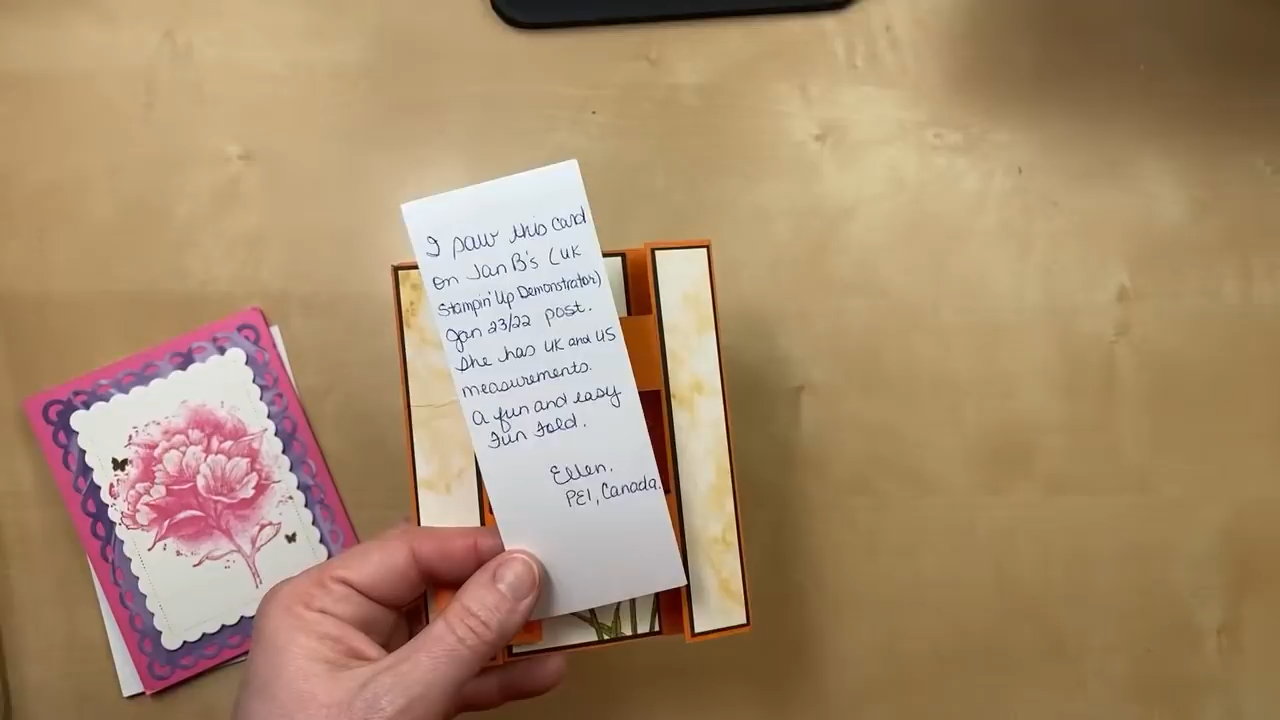 I saw this card
on Jan B's (UK
Stampin' Up Demonstrator)
Jan 23/22 post.
She has UK and US
measurements.
A fun and easy
Fun Fold.
Ellen.
PEI, Canada.